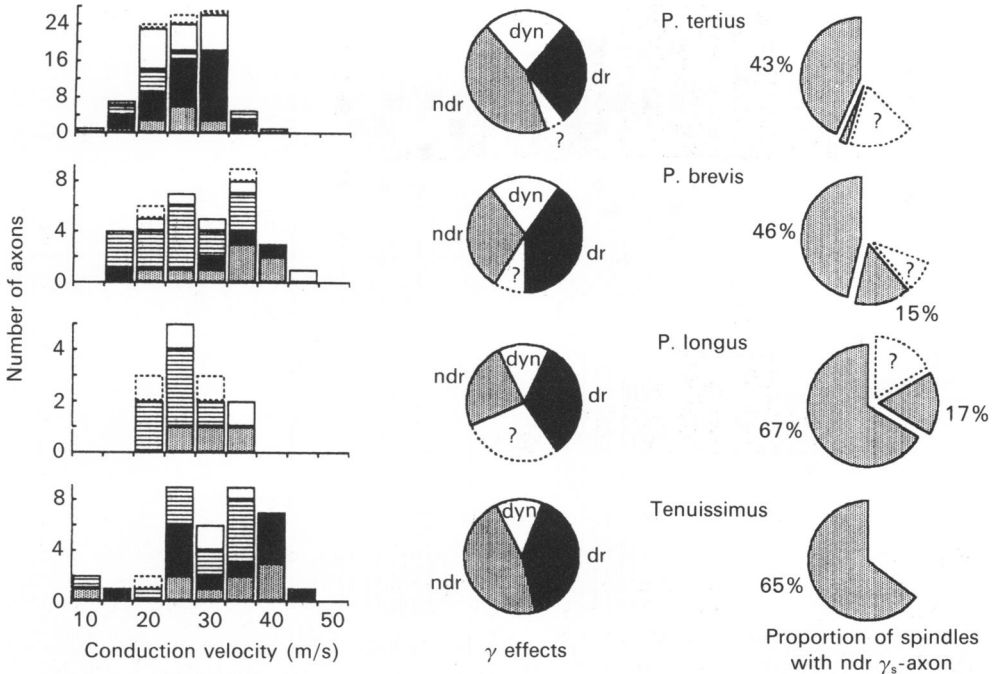 Number of axons
24
16
8
0
8
4
0
4
2
0
8
4
0
10 20 30 40 50
Conduction velocity (m/s)
dyn
dr
ndr
?
dyn
ndr
dr
?
dyn
ndr
dr
?
dyn
ndr
dr
γ effects
P. tertius
43%
?
P. brevis
46%
?
15%
P. longus
?
67%
17%
Tenuissimus
65%
Proportion of spindles
with ndr γs-axon